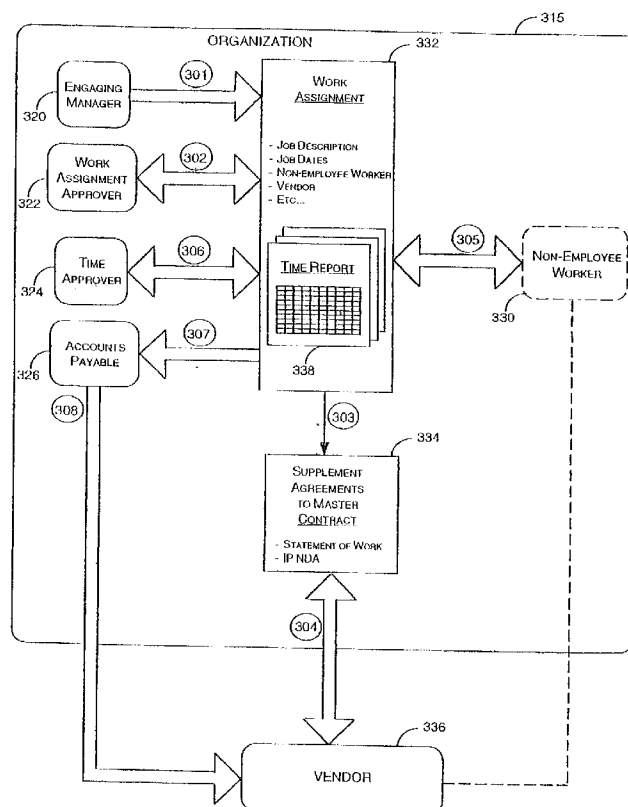 315
ORGANIZATION
332
ENGAGING
MANAGER
320
301
WORK
ASSIGNMENT
- JOB DESCRIPTION
- JOB DATES
- NON-EMPLOYEE WORKER
- VENDOR
- ETC...
WORK
ASSIGNMENT
APPROVER
322
302
TIME
APPROVER
324
306
TIME REPORT
338
305
NON-EMPLOYEE
WORKER
330
ACCOUNTS
PAYABLE
326
307
308
303
334
SUPPLEMENT
AGREEMENTS
TO MASTER
CONTRACT
- STATEMENT OF WORK
- IP NDA
304
336
VENDOR